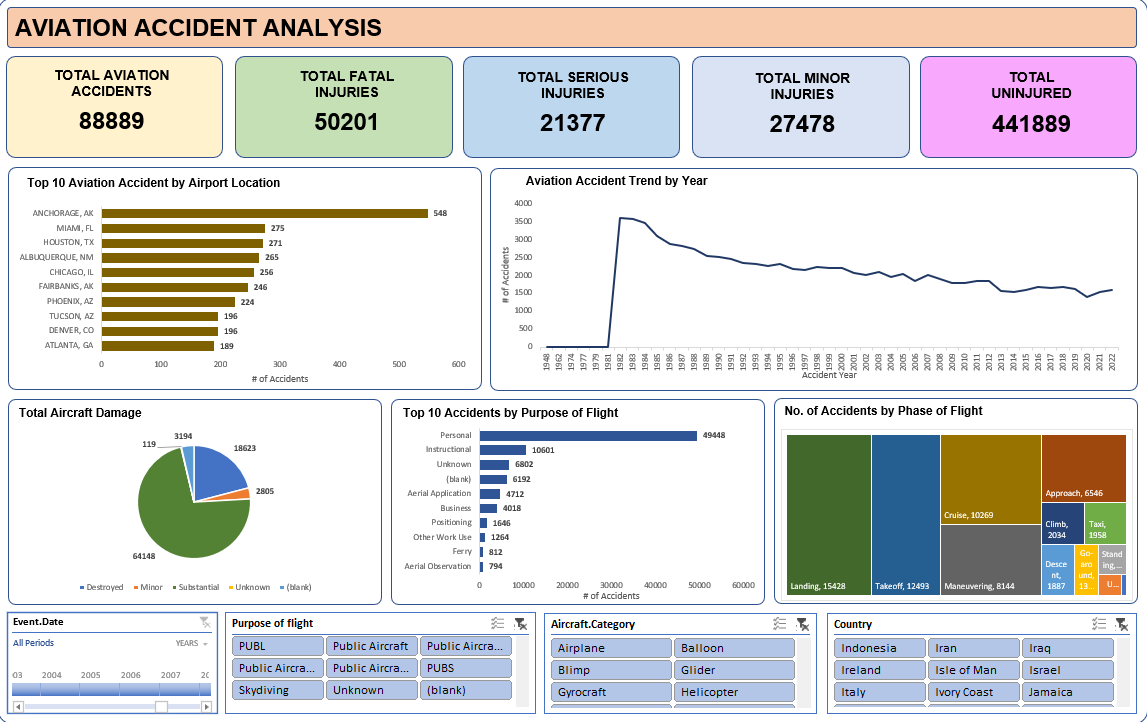 AVIATION ACCIDENT ANALYSIS
TOTAL AVIATION
ACCIDENTS
88889
TOTAL FATAL
INJURIES
50201
TOTAL SERIOUS
INJURIES
21377
TOTAL MINOR
INJURIES
27478
TOTAL
UNINJURED
441889
Top 10 Aviation Accident by Airport Location
ANCHORAGE, AK 548
MIAMI, FL 275
HOUSTON, TX 271
ALBUQUERQUE, NM 265
CHICAGO, IL 256
FAIRBANKS, AK 246
PHOENIX, AZ 224
TUCSON, AZ 196
DENVER, CO 196
ATLANTA, GA 189
0 100 200 300 400 500 600
# of Accidents
Aviation Accident Trend by Year
4000
3500
3000
2500
2000
1500
1000
500
0
# of Accidents
1948 1962 1974 1977 1979 1981 1982 1983 1984 1985 1986 1987 1988 1989 1990 1991 1992 1993 1994 1995 1996 1997 1998 1999 2000 2001 2002 2003 2004 2005 2006 2007 2008 2009 2010 2011 2012 2013 2014 2015 2016 2017 2018 2019 2020 2021 2022
Accident Year
Total Aircraft Damage
3194
119
18623
2805
64148
Destroyed Minor Substantial Unknown (blank)
Top 10 Accidents by Purpose of Flight
Personal 49448
Instructional 10601
Unknown 6802
(blank) 6192
Aerial Application 4712
Business 4018
Positioning 1646
Other Work Use 1264
Ferry 812
Aerial Observation 794
0 10000 20000 30000 40000 50000 60000
# of Accidents
No. of Accidents by Phase of Flight
Landing, 15428
Takeoff, 12493
Cruise, 10269
Maneuvering, 8144
Approach, 6546
Climb,
2034
Taxi,
1958
Desce
nt,
1887
Go-
arou
nd,
13...
Stand
ing,...
U...
Event.Date
All Periods YEARS
03 2004 2005 2006 2007 20
Purpose of flight
PUBL Public Aircraft Public Aircra...
Public Aircra... Public Aircra... PUBS
Skydiving Unknown (blank)
Aircraft.Category
Airplane Balloon
Blimp Glider
Gyrocraft Helicopter
Country
Indonesia Iran Iraq
Ireland Isle of Man Israel
Italy Ivory Coast Jamaica